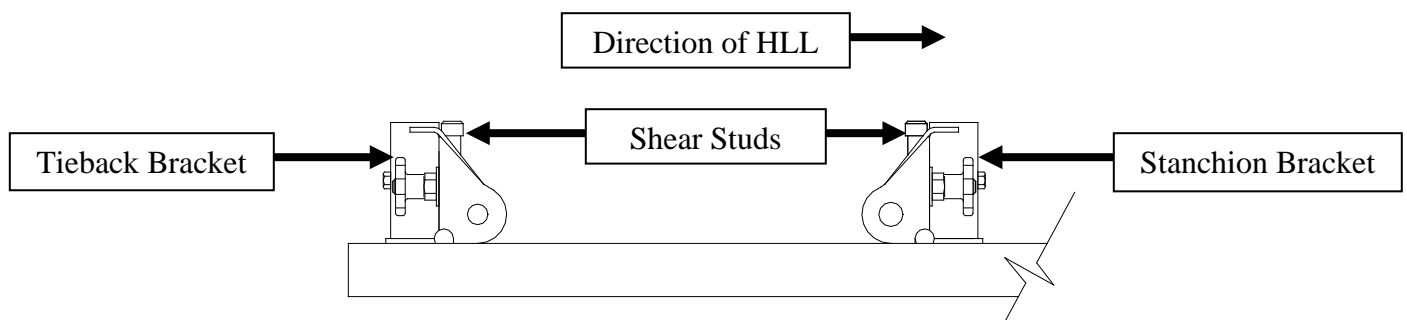 Direction of HLL
Tieback Bracket
Shear Studs
Stanchion Bracket